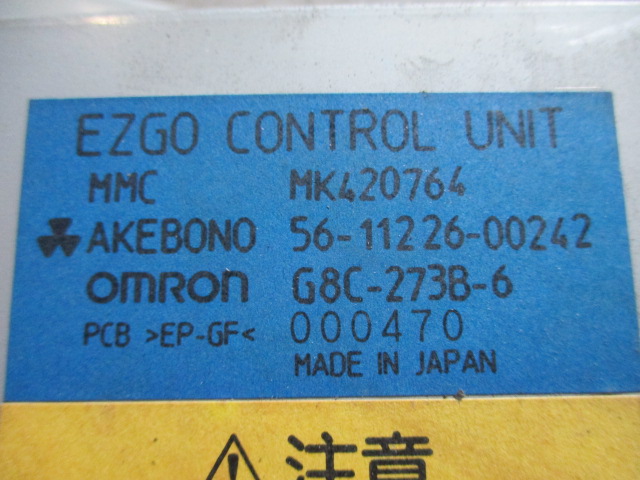 EZGO CONTROL UNIT
MMC MK420764
AKEBONO 56-11226-00242
OMRON G8C-273B-6
PCB >EP-GF< 000470
MADE IN JAPAN
注意